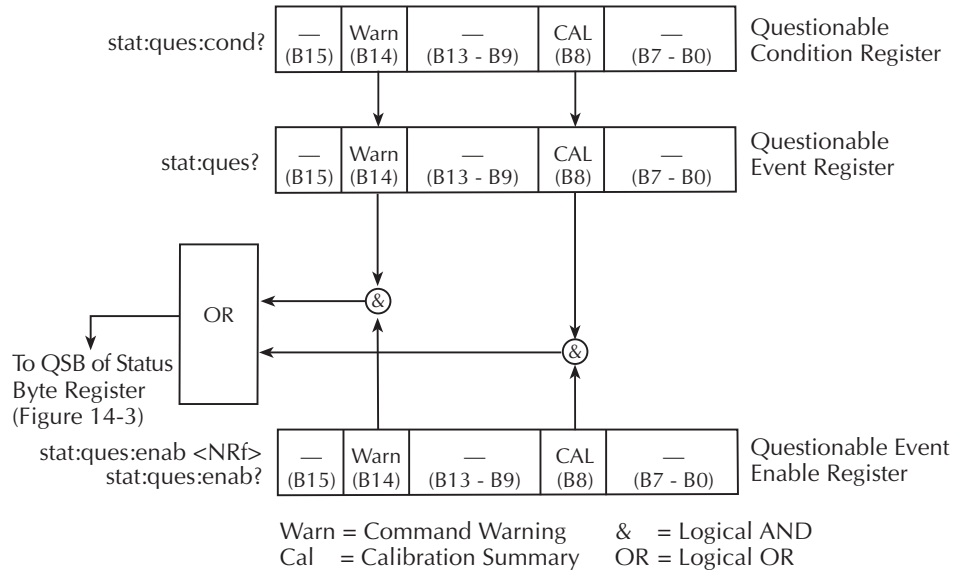 stat:ques:cond?
— Warn — CAL —
(B15) (B14) (B13 - B9) (B8) (B7 - B0)
Questionable
Condition Register
stat:ques?
— Warn — CAL —
(B15) (B14) (B13 - B9) (B8) (B7 - B0)
Questionable
Event Register
&
OR
&
To QSB of Status
Byte Register
(Figure 14-3)
stat:ques:enab <NRf>
stat:ques:enab?
— Warn — CAL —
(B15) (B14) (B13 - B9) (B8) (B7 - B0)
Questionable Event
Enable Register
Warn = Command Warning & = Logical AND
Cal = Calibration Summary OR = Logical OR